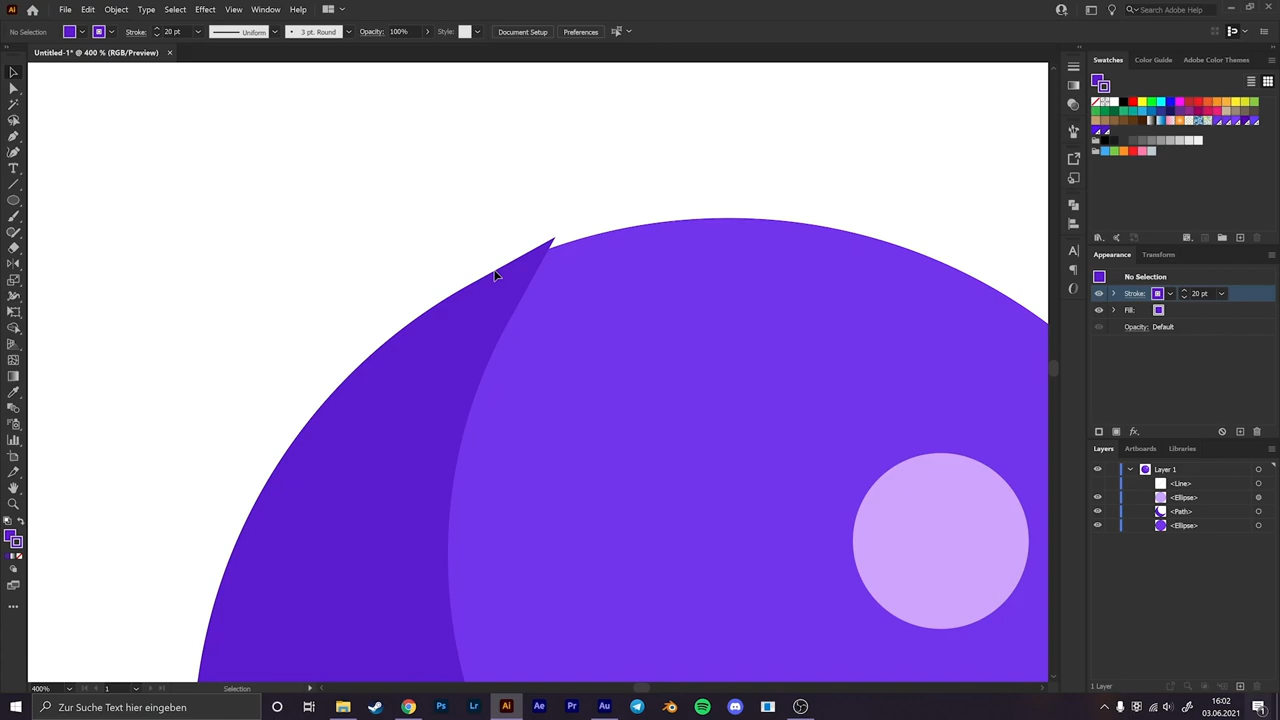 File Edit Object Type Select Effect View Window Help
Search Adobe Help
No Selection Stroke: 20 pt Uniform 3 pt. Round Opacity: 100% Style: Document Setup Preferences
Untitled-1* @ 400 % (RGB/Preview)
Swatches Color Guide Adobe Color Themes
Appearance Transform
No Selection
Stroke: 20 pt
Fill:
Opacity: Default
Layers Artboards Libraries
Layer 1
<Line>
<Ellipse>
<Path>
<Ellipse>
1 Layer
400% 1 Selection
Zur Suche Text hier eingeben
16:02
03.06.2021